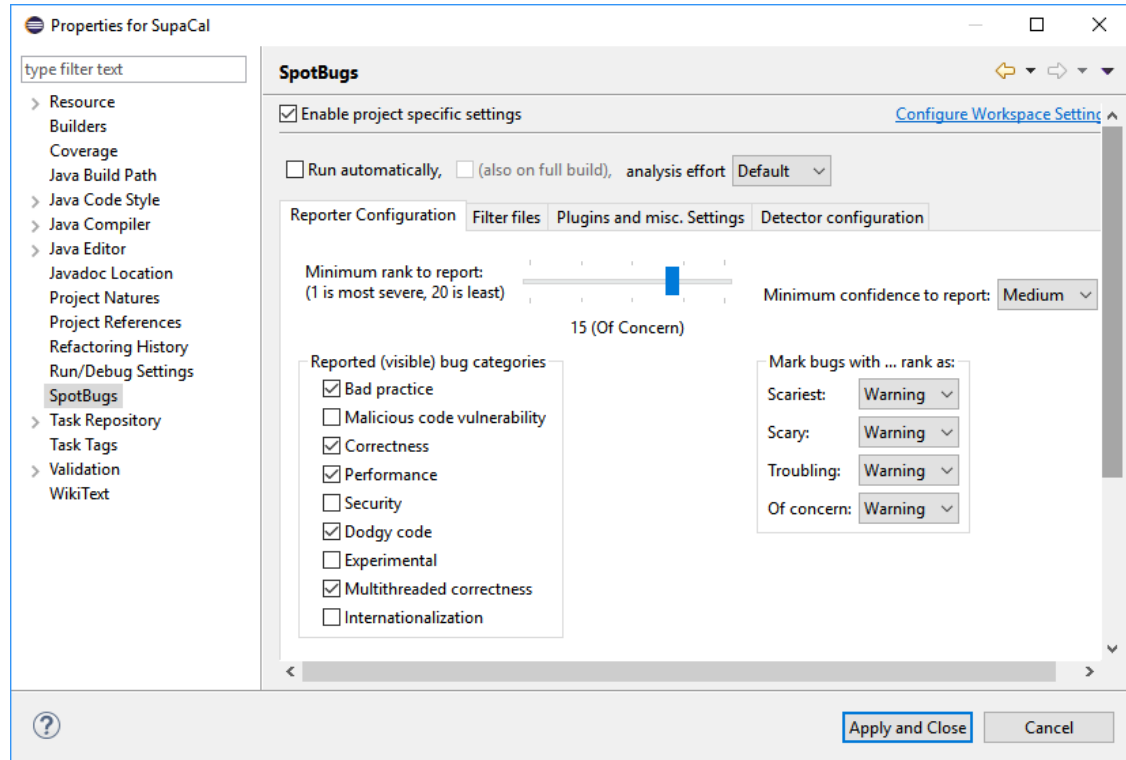 Properties for SupaCal
type filter text
Resource
Builders
Coverage
Java Build Path
Java Code Style
Java Compiler
Java Editor
Javadoc Location
Project Natures
Project References
Refactoring History
Run/Debug Settings
SpotBugs
Task Repository
Task Tags
Validation
WikiText
SpotBugs
Enable project specific settings
Configure Workspace Setting
Run automatically, (also on full build), analysis effort Default
Reporter Configuration Filter files Plugins and misc. Settings Detector configuration
Minimum rank to report:
(1 is most severe, 20 is least)
15 (Of Concern)
Minimum confidence to report: Medium
Reported (visible) bug categories
Bad practice
Malicious code vulnerability
Correctness
Performance
Security
Dodgy code
Experimental
Multithreaded correctness
Internationalization
Mark bugs with ... rank as:
Scariest: Warning
Scary: Warning
Troubling: Warning
Of concern: Warning
?
Apply and Close Cancel